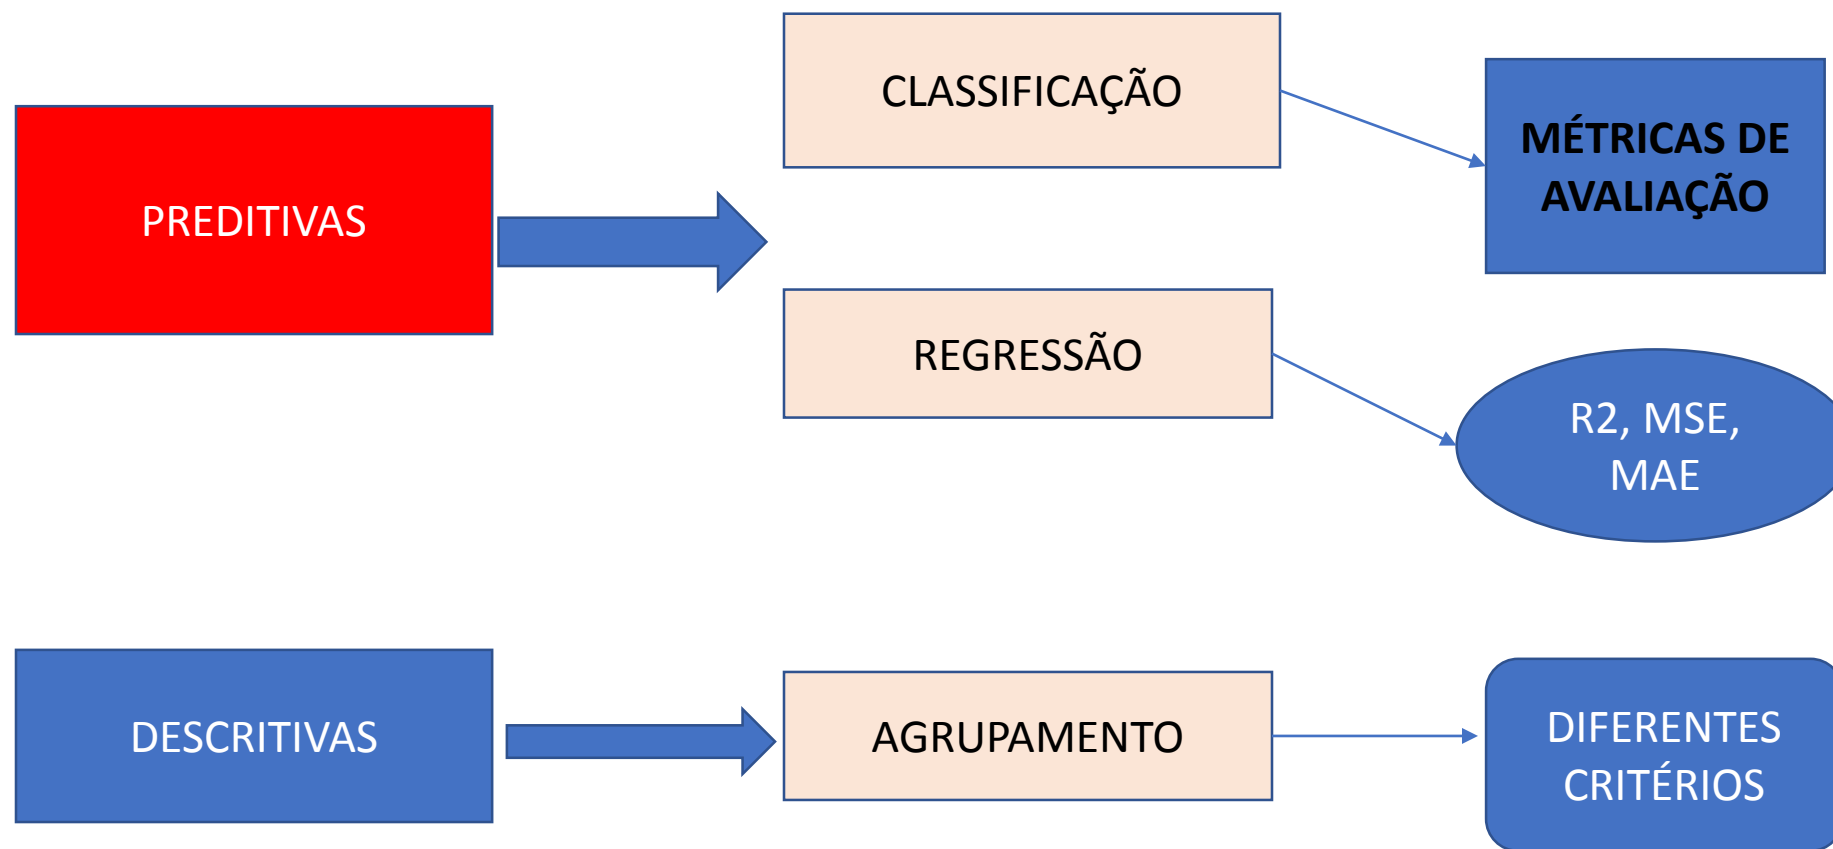 PREDITIVAS
CLASSIFICAÇÃO
MÉTRICAS DE
AVALIAÇÃO
REGRESSÃO
R2, MSE,
MAE
DESCRITIVAS
AGRUPAMENTO
DIFERENTES
CRITÉRIOS